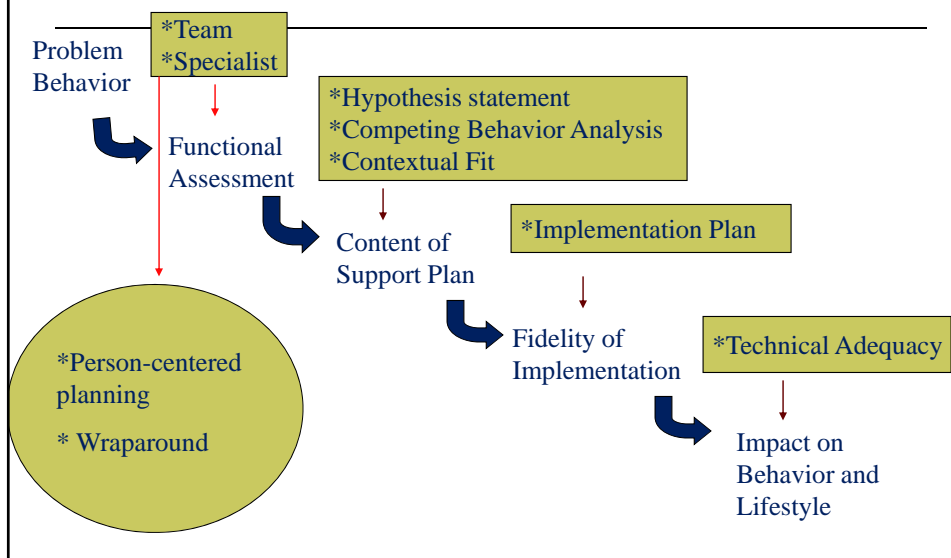 *Team
*Specialist
Problem
Behavior
*Hypothesis statement
*Competing Behavior Analysis
*Contextual Fit
Functional
Assessment
*Implementation Plan
Content of
Support Plan
*Technical Adequacy
Fidelity of
Implementation
*Person-centered
planning
* Wraparound
Impact on
Behavior and
Lifestyle